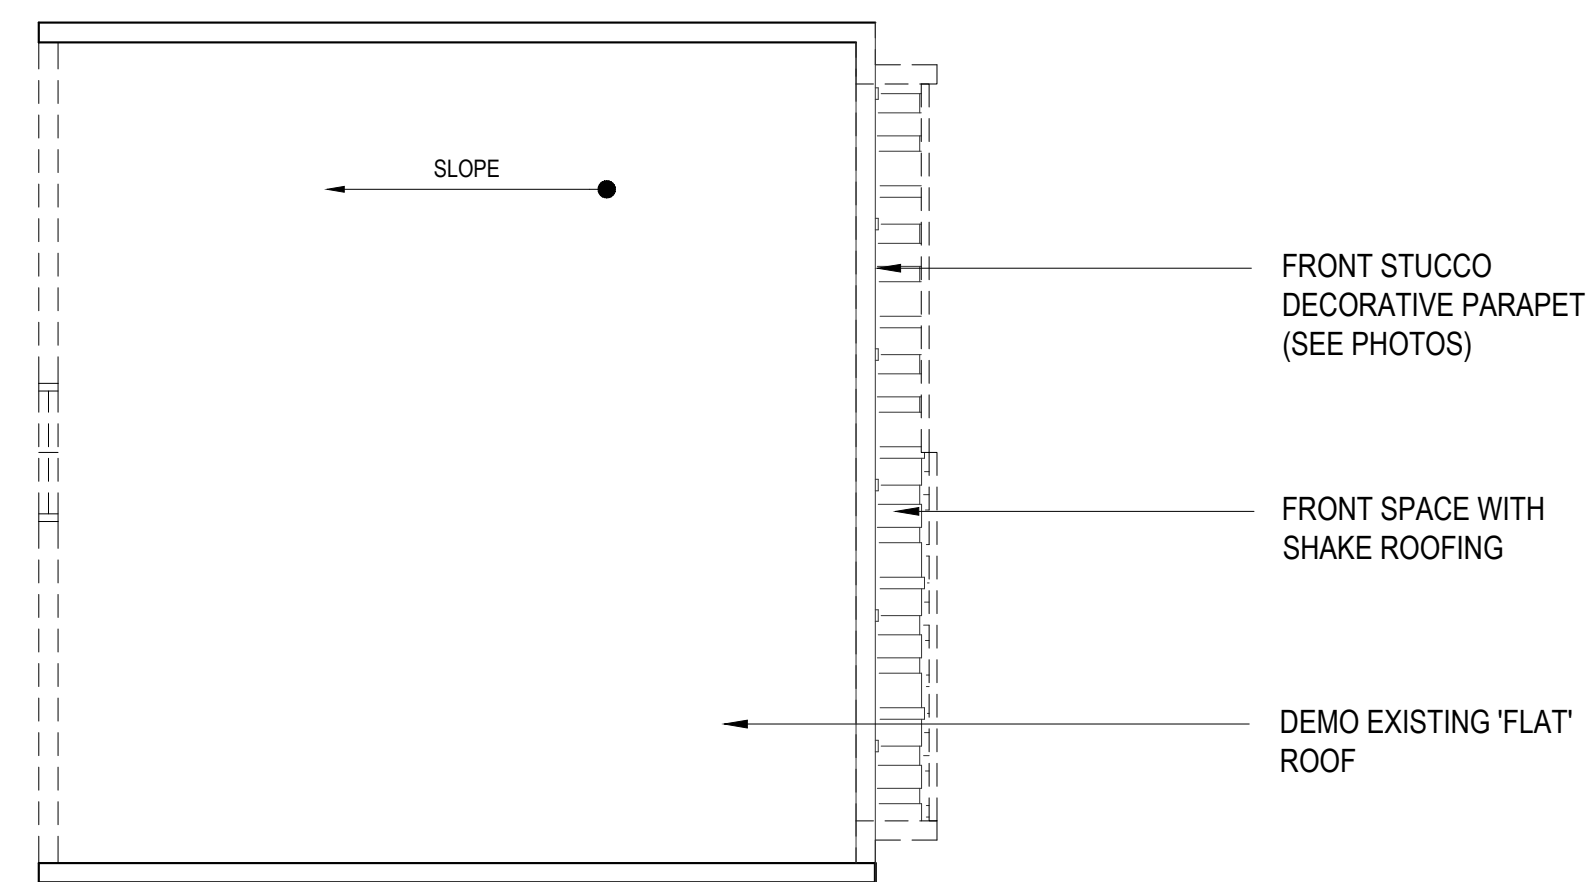 SLOPE
FRONT STUCCO
DECORATIVE PARAPET
(SEE PHOTOS)
FRONT SPACE WITH
SHAKE ROOFING
DEMO EXISTING 'FLAT'
ROOF